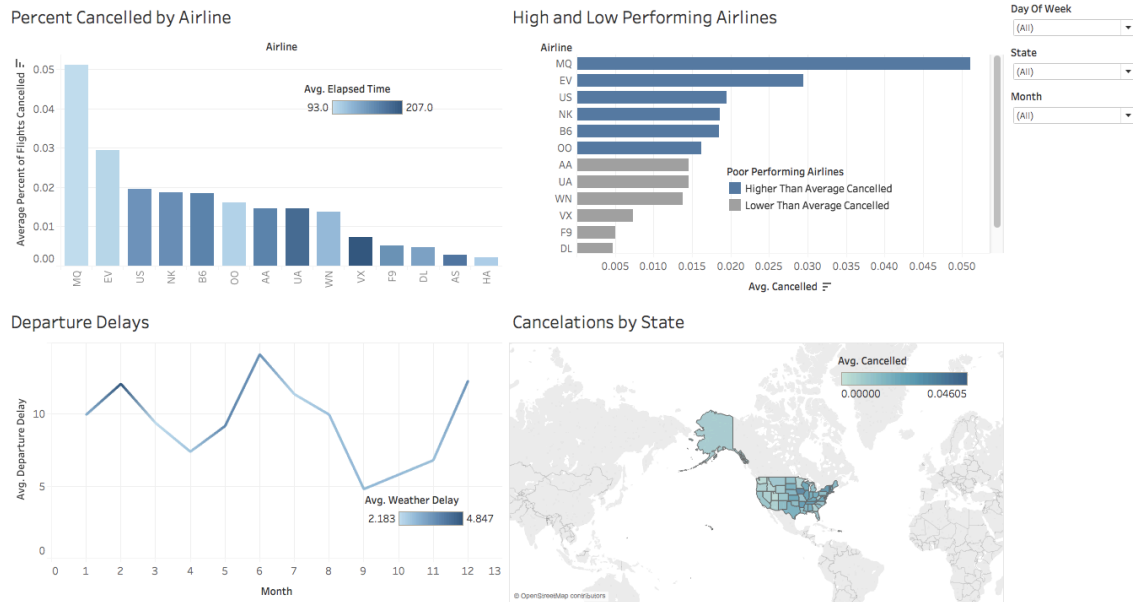 Percent Cancelled by Airline
Airline
Average Percent of Flights Cancelled
0.05
0.04
0.03
0.02
0.01
0.00
Avg. Elapsed Time
93.0 207.0
MQ EV US NK B6 OO AA UA WN VX F9 DL AS HA
High and Low Performing Airlines
Airline
MQ
EV
US
NK
B6
OO
AA
UA
WN
VX
F9
DL
Poor Performing Airlines
Higher Than Average Cancelled
Lower Than Average Cancelled
0.005 0.010 0.015 0.020 0.025 0.030 0.035 0.040 0.045 0.050
Avg. Cancelled
Day Of Week
(All)
State
(All)
Month
(All)
Departure Delays
Avg. Departure Delay
10
5
0
Avg. Weather Delay
2.183 4.847
0 1 2 3 4 5 6 7 8 9 10 11 12 13
Month
Cancelations by State
Avg. Cancelled
0.00000 0.04605
© OpenStreetMap contributors